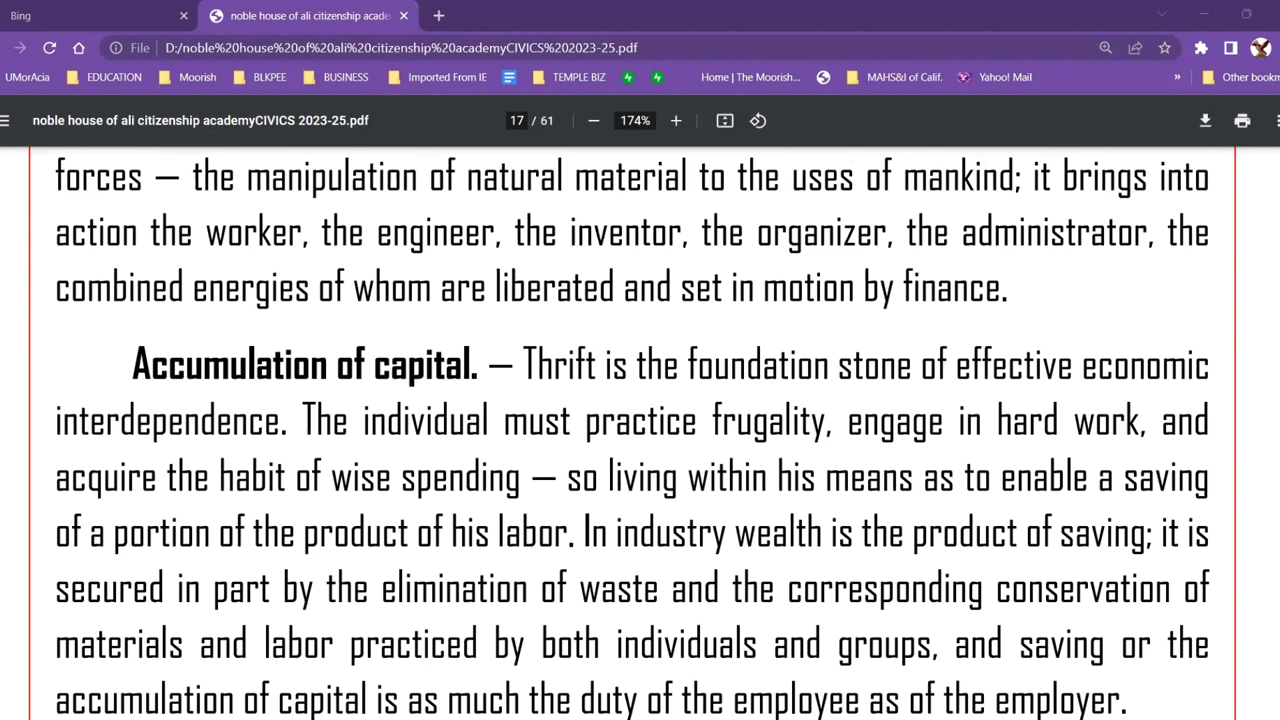 Bing
noble house of ali citizenship acade
File D:/noble%20house%20of%20ali%20citizenship%20academyCIVICS%202023-25.pdf
UMorAcia EDUCATION Moorish BLKPEE BUSINESS Imported From IE TEMPLE BIZ Home | The Moorish... MAHS&I of Calif. Yahoo! Mail » Other bookm
noble house of ali citizenship academyCIVICS 2023-25.pdf 17 / 61 — 174% +
forces — the manipulation of natural material to the uses of mankind; it brings into
action the worker, the engineer, the inventor, the organizer, the administrator, the
combined energies of whom are liberated and set in motion by finance.
Accumulation of capital. — Thrift is the foundation stone of effective economic
interdependence. The individual must practice frugality, engage in hard work, and
acquire the habit of wise spending — so living within his means as to enable a saving
of a portion of the product of his labor. In industry wealth is the product of saving; it is
secured in part by the elimination of waste and the corresponding conservation of
materials and labor practiced by both individuals and groups, and saving or the
accumulation of capital is as much the duty of the employee as of the employer.